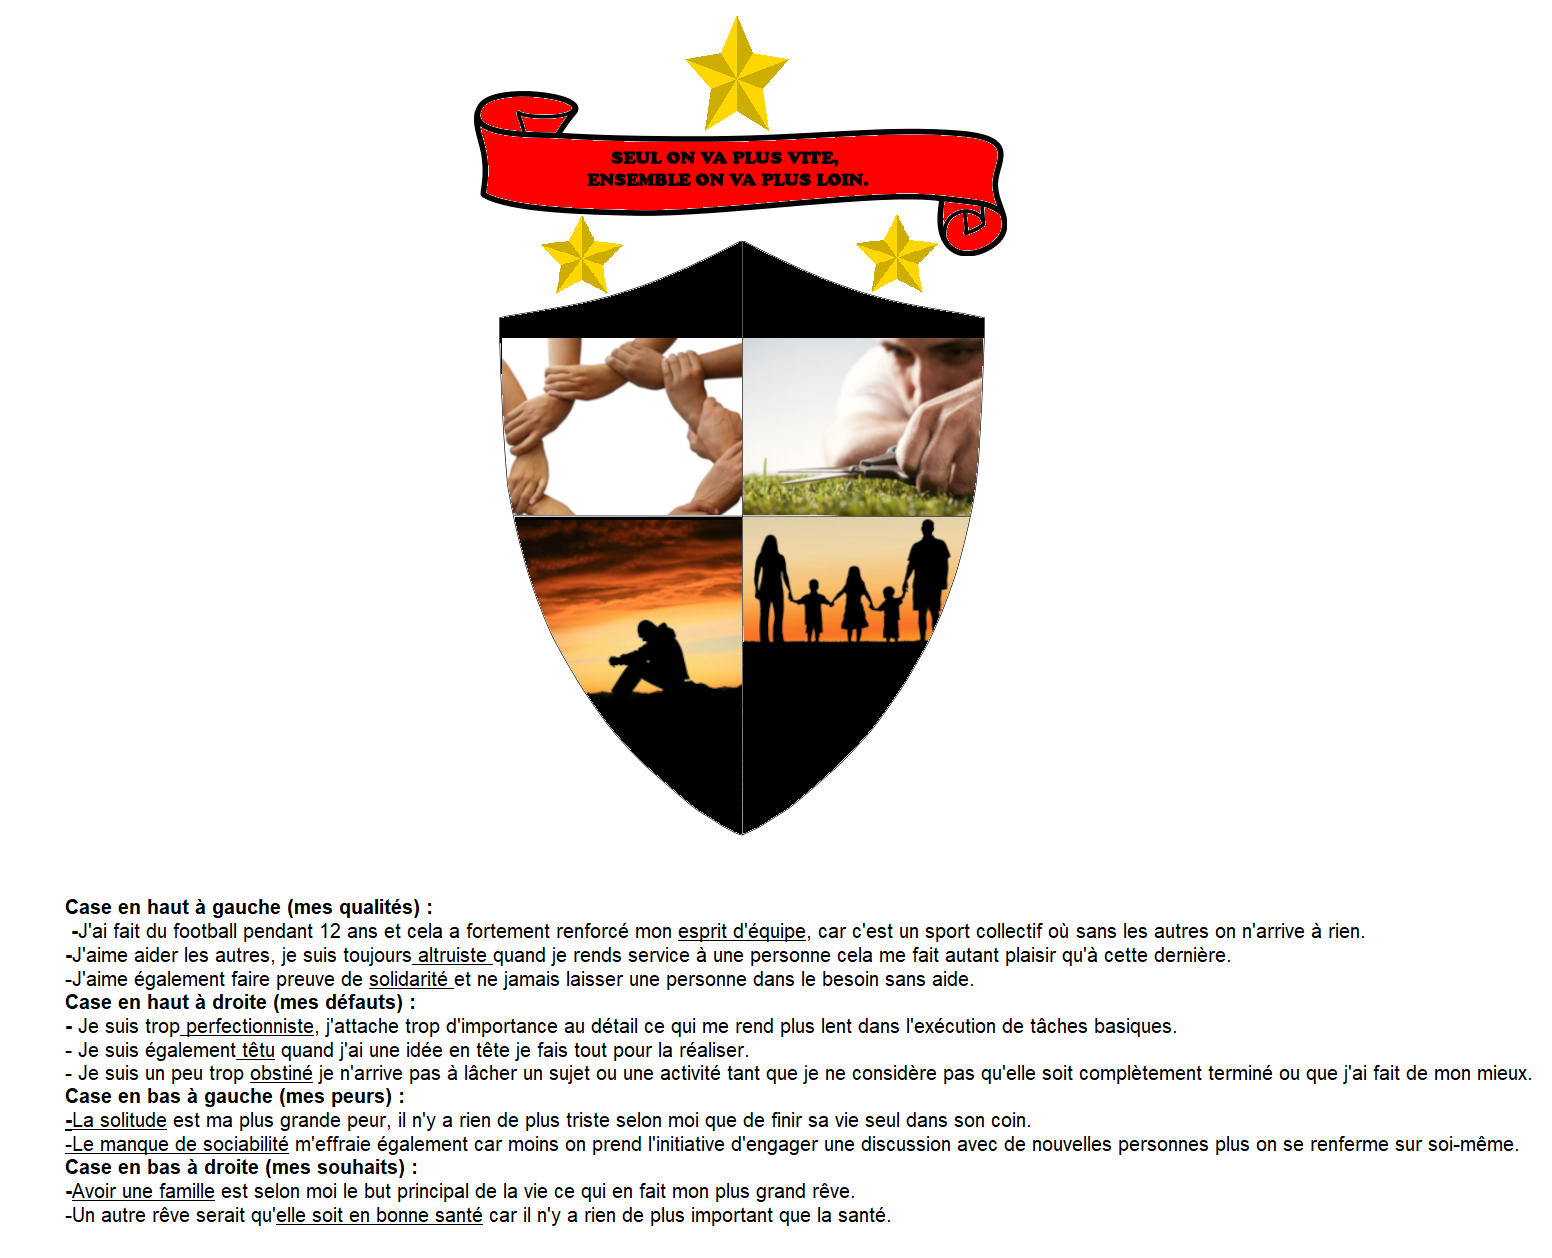 SEUL ON VA PLUS VITE,
ENSEMBLE ON VA PLUS LOIN.
Case en haut à gauche (mes qualités) :
-J'ai fait du football pendant 12 ans et cela a fortement renforcé mon esprit d'équipe, car c'est un sport collectif où sans les autres on n'arrive à rien.
-J'aime aider les autres, je suis toujours altruiste quand je rends service à une personne cela me fait autant plaisir qu'à cette dernière.
-J'aime également faire preuve de solidarité et ne jamais laisser une personne dans le besoin sans aide.
Case en haut à droite (mes défauts) :
- Je suis trop perfectionniste, j'attache trop d'importance au détail ce qui me rend plus lent dans l'exécution de tâches basiques.
- Je suis également têtu quand j'ai une idée en tête je fais tout pour la réaliser.
- Je suis un peu trop obstiné je n'arrive pas à lâcher un sujet ou une activité tant que je ne considère pas qu'elle soit complètement terminé ou que j'ai fait de mon mieux.
Case en bas à gauche (mes peurs) :
-La solitude est ma plus grande peur, il n'y a rien de plus triste selon moi que de finir sa vie seul dans son coin.
-Le manque de sociabilité m'effraie également car moins on prend l'initiative d'engager une discussion avec de nouvelles personnes plus on se renferme sur soi-même.
Case en bas à droite (mes souhaits) :
-Avoir une famille est selon moi le but principal de la vie ce qui en fait mon plus grand rêve.
-Un autre rêve serait qu'elle soit en bonne santé car il n'y a rien de plus important que la santé.